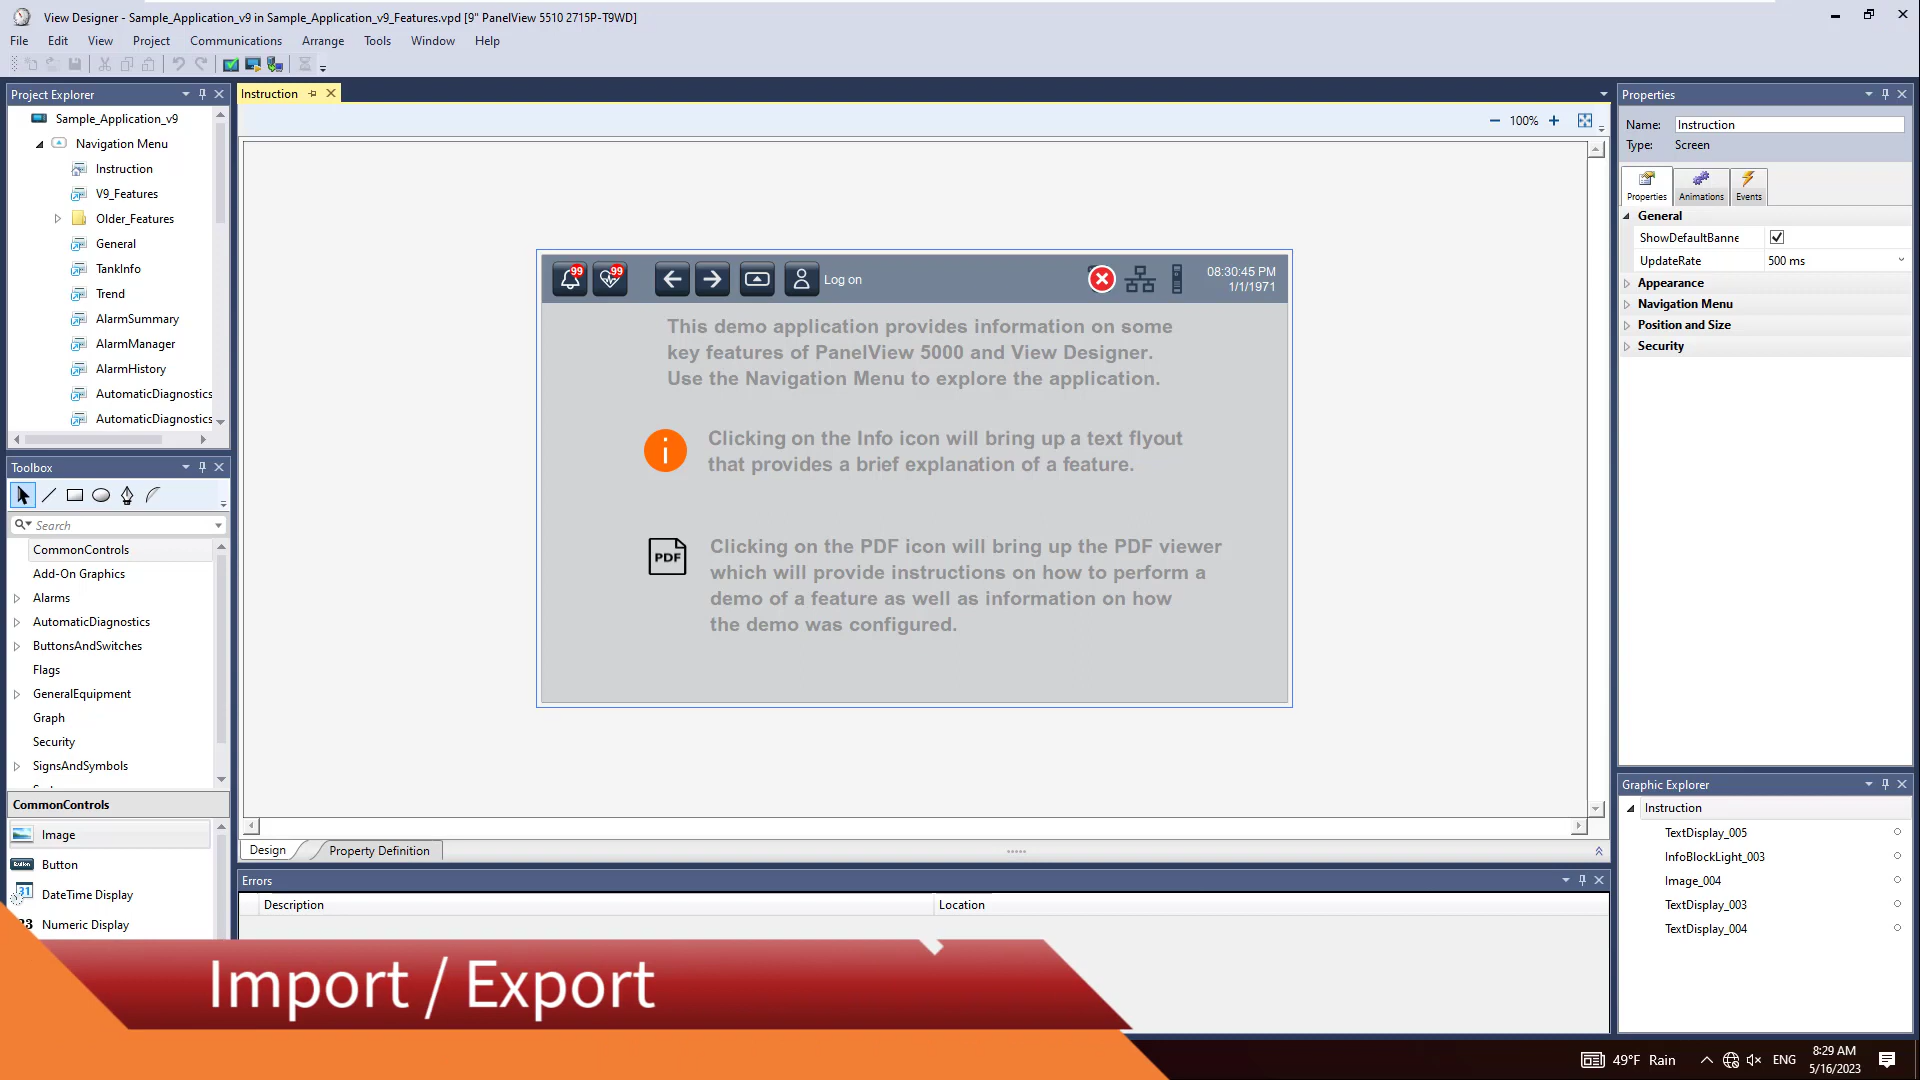 View Designer - Sample_Application_v9 in Sample_Application_v9_Features.vpd [9" PanelView 5510 2715P-T9WD]
File Edit View Project Communications Arrange Tools Window Help
Project Explorer
Sample_Application_v9
Navigation Menu
Instruction
V9_Features
Older_Features
General
TankInfo
Trend
AlarmSummary
AlarmManager
AlarmHistory
AutomaticDiagnostics
AutomaticDiagnostics
Toolbox
Search
CommonControls
Add-On Graphics
Alarms
AutomaticDiagnostics
ButtonsAndSwitches
Flags
GeneralEquipment
Graph
Security
SignsAndSymbols
CommonControls
Image
Button
DateTime Display
Numeric Display
Instruction
100%
99 99 Log on 08:30:45 PM
1/1/1971
This demo application provides information on some
key features of PanelView 5000 and View Designer.
Use the Navigation Menu to explore the application.
i Clicking on the Info icon will bring up a text flyout
that provides a brief explanation of a feature.
PDF Clicking on the PDF icon will bring up the PDF viewer
which will provide instructions on how to perform a
demo of a feature as well as information on how
the demo was configured.
Design Property Definition
Errors
Description Location
Properties
Name: Instruction
Type: Screen
Properties Animations Events
General
ShowDefaultBanne
UpdateRate 500 ms
Appearance
Navigation Menu
Position and Size
Security
Graphic Explorer
Instruction
TextDisplay_005
InfoBlockLight_003
Image_004
TextDisplay_003
TextDisplay_004
Import / Export
49°F Rain ENG 8:29 AM
5/16/2023